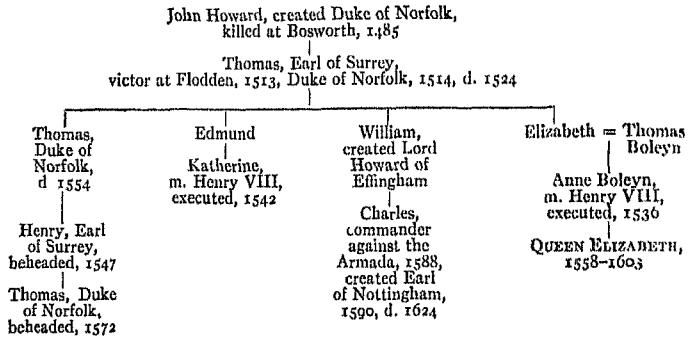 John Howard, created Duke of Norfolk,
killed at Bosworth, 1485
Thomas, Earl of Surrey,
victor at Flodden, 1513, Duke of Norfolk, 1514, d. 1524
Thomas,
Duke of
Norfolk,
d 1554
Henry, Earl
of Surrey,
beheaded, 1547
Thomas, Duke
of Norfolk,
beheaded, 1572
Edmund
Katherine,
m. Henry VIII,
executed, 1542
William,
created Lord
Howard of
Effingham
Charles,
commander
against the
Armada, 1588,
created Earl
of Nottingham,
1590, d. 1624
Elizabeth = Thomas
Boleyn
Anne Boleyn,
m. Henry VIII,
executed, 1536
QUEEN ELIZABETH,
1558–1603